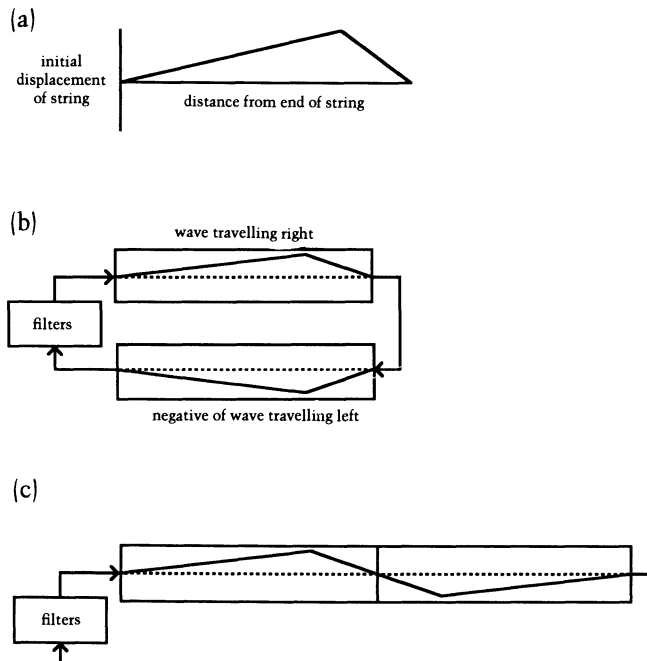 (a)
initial
displacement
of string
distance from end of string
(b)
wave travelling right
filters
negative of wave travelling left
(c)
filters